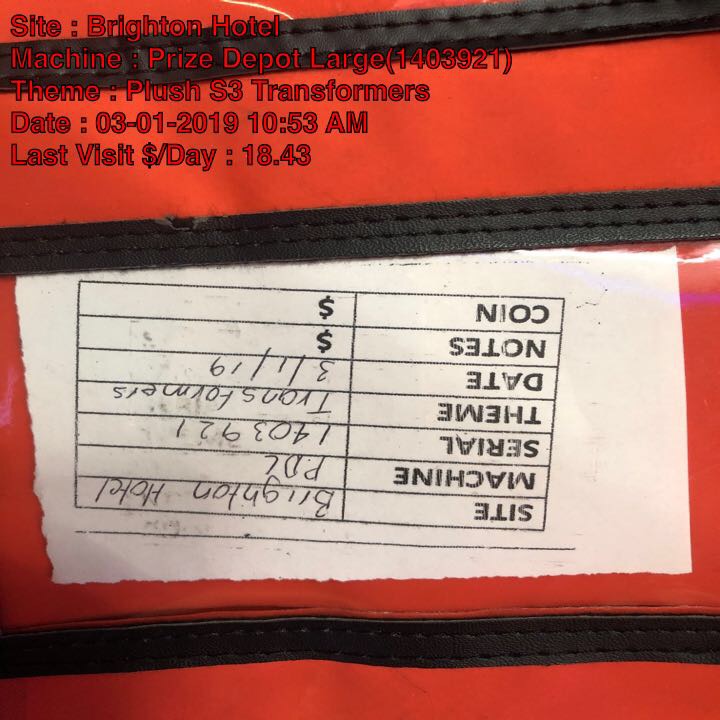 Site : Brighton Hotel
Machine : Prize Depot Large(1403921)
Theme : Plush S3 Transformers
Date : 03-01-2019 10:53 AM
Last Visit $/Day : 18.43
SITE Brighton Hotel
MACHINE PDL
SERIAL 1403921
THEME Transformers
DATE 3/1/19
NOTES $
COIN $